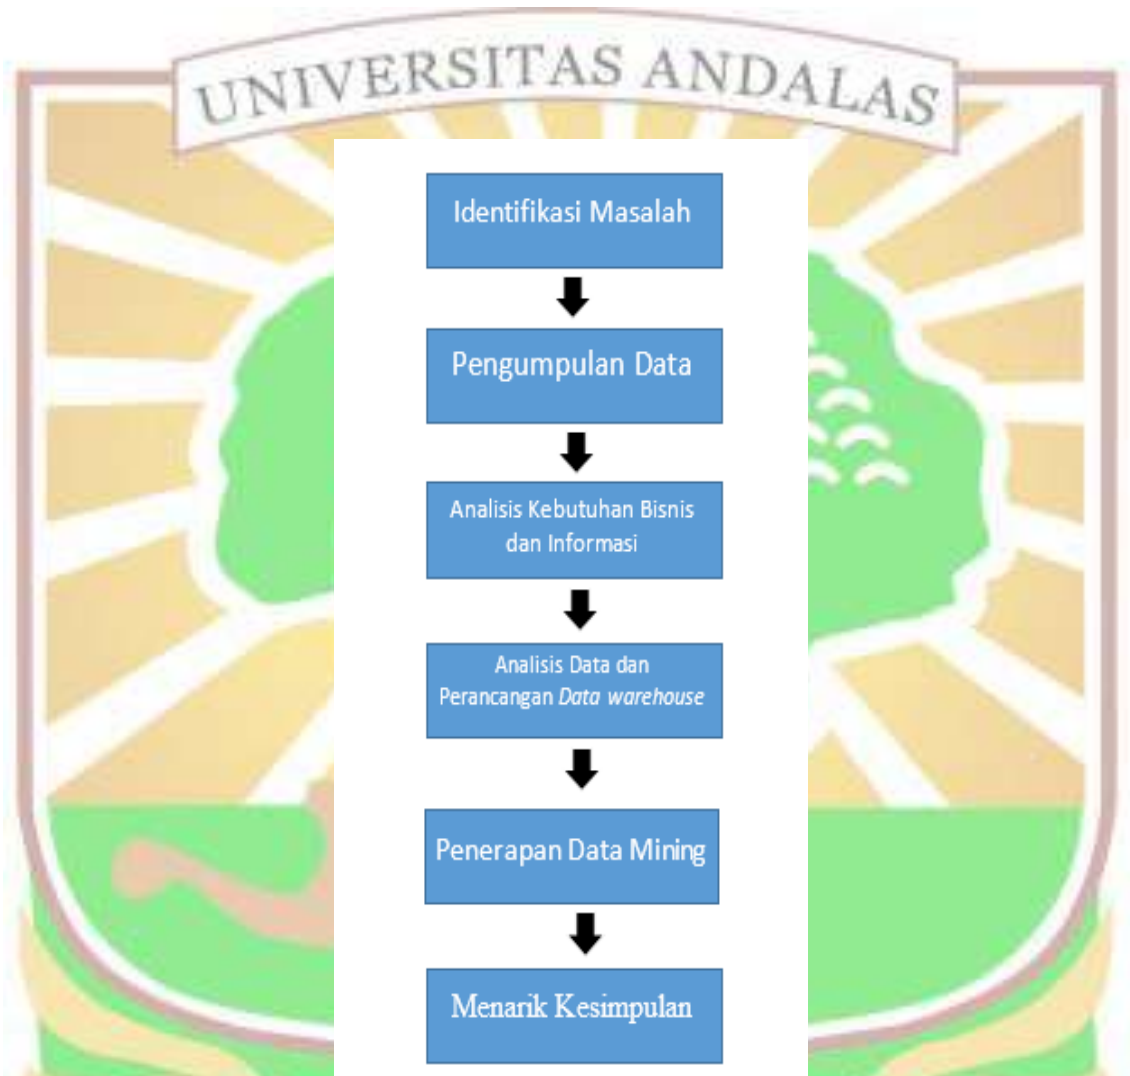 UNIVERSITAS ANDALAS
Identifikasi Masalah
Pengumpulan Data
Analisis Kebutuhan Bisnis
dan Informasi
Analisis Data dan
Perancangan Data warehouse
Penerapan Data Mining
Menarik Kesimpulan